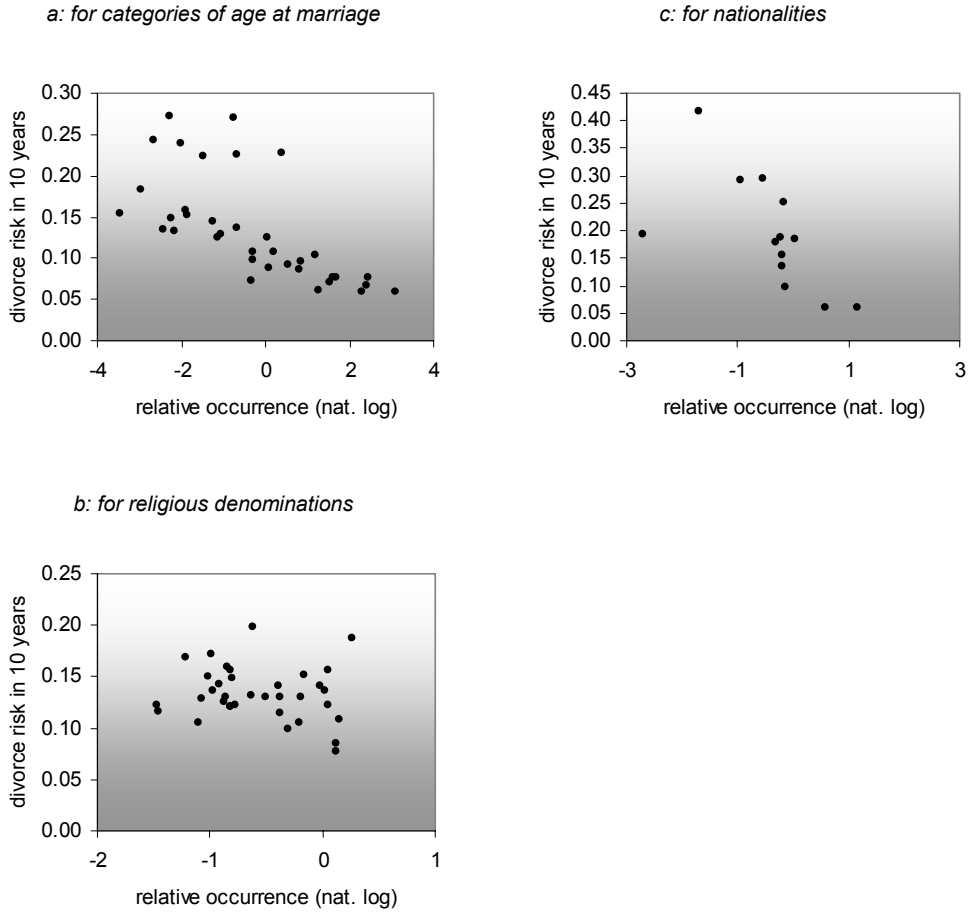 a: for categories of age at marriage
divorce risk in 10 years
0.30
0.25
0.20
0.15
0.10
0.05
0.00
-4 -2 0 2 4
relative occurrence (nat. log)
c: for nationalities
divorce risk in 10 years
0.45
0.40
0.35
0.30
0.25
0.20
0.15
0.10
0.05
0.00
-3 -1 1 3
relative occurrence (nat. log)
b: for religious denominations
divorce risk in 10 years
0.25
0.20
0.15
0.10
0.05
0.00
-2 -1 0 1
relative occurrence (nat. log)